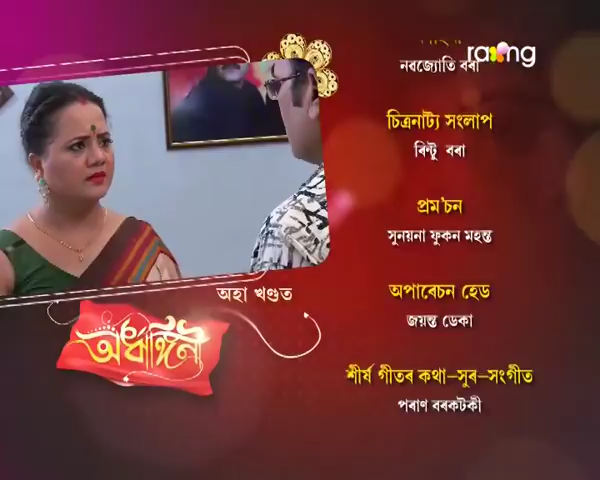 rang
নৱজ্যোতি বৰা
চিত্ৰনাট্য সংলাপ
ৰিন্টু বৰা
প্ৰম'চন
সুনয়না ফুকন মহন্ত
অহা খণ্ডত
অপাৰেচন হেড
জয়ন্ত ডেকা
অৰ্ধাঙ্গিনী
শীৰ্ষ গীতৰ কথা-সুৰ-সংগীত
পৰাণ বৰকটকী